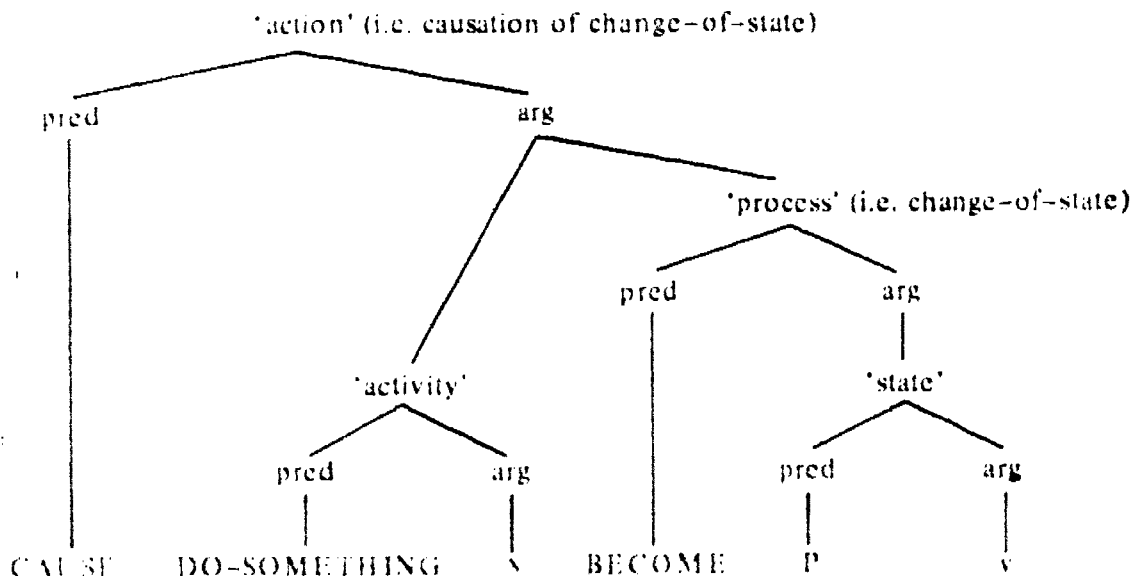 'action' (i.e. causation of change-of-state)
pred arg
'process' (i.e. change-of-state)
pred arg
'activity' 'state'
pred arg pred arg
CAUSE DO-SOMETHING x BECOME P y